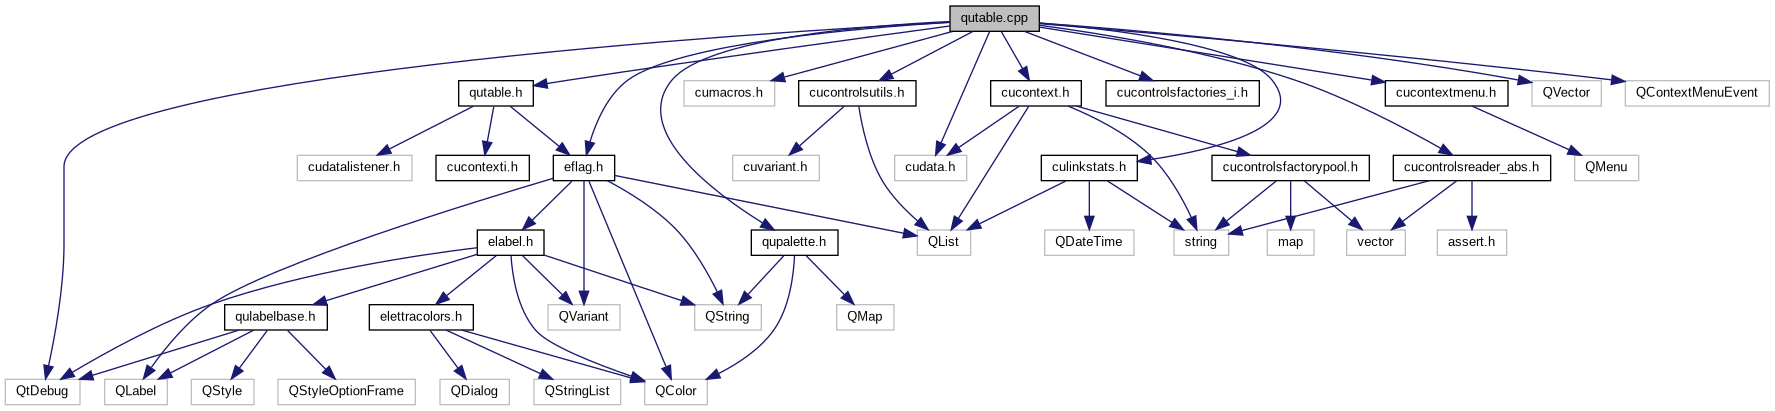 qutable.cpp
qutable.h
cumacros.h
cucontrolsutils.h
cucontext.h
cucontrolsfactories_i.h
cucontextmenu.h
QVector
QContextMenuEvent
cudatalistener.h
cucontexti.h
eflag.h
cuvariant.h
cudata.h
culinkstats.h
cucontrolsfactorypool.h
cucontrolsreader_abs.h
QMenu
elabel.h
qupalette.h
QList
QDateTime
string
map
vector
assert.h
qulabelbase.h
elettracolors.h
QVariant
QString
QMap
QtDebug
QLabel
QStyle
QStyleOptionFrame
QDialog
QStringList
QColor